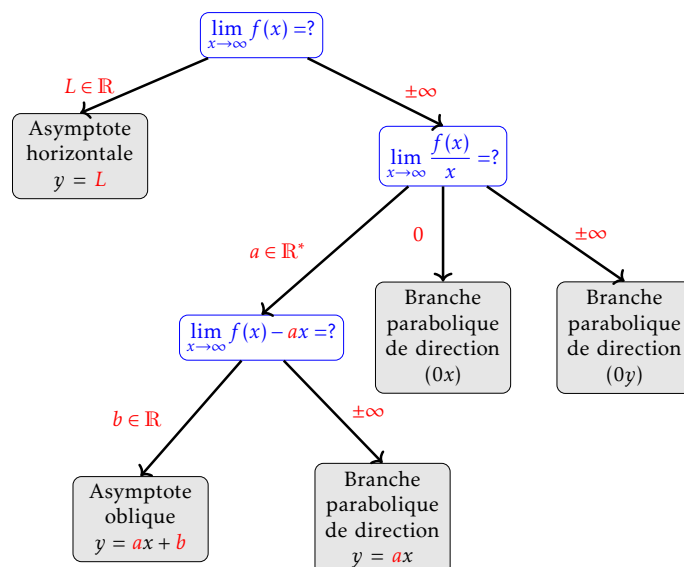 lim f(x) =?
x→∞
L ∈ ℝ
±∞
Asymptote
horizontale
y = L
lim f(x)/x =?
x→∞
a ∈ ℝ*
0
±∞
Branche
parabolique
de direction
(0x)
Branche
parabolique
de direction
(0y)
lim f(x) − ax =?
x→∞
b ∈ ℝ
±∞
Asymptote
oblique
y = ax + b
Branche
parabolique
de direction
y = ax